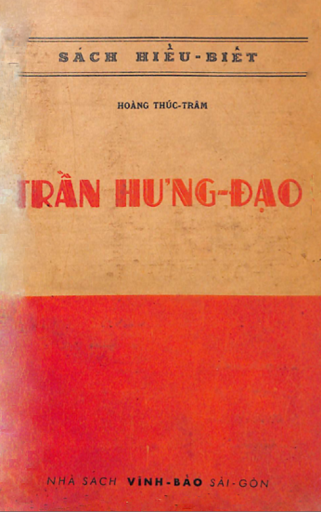 SÁCH HIỂU-BIẾT
HOÀNG THÚC-TRÂM
TRẦN HƯNG-ĐẠO
NHÀ SÁCH VĨNH-BẢO SÀI-GÒN